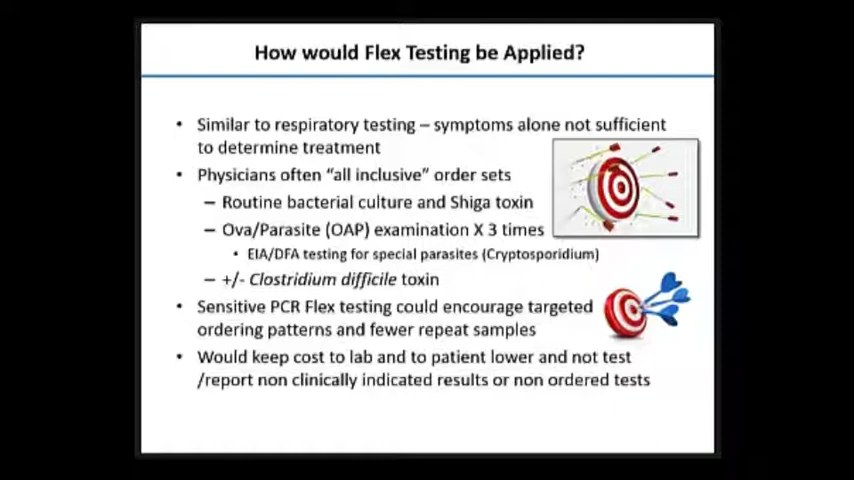 How would Flex Testing be Applied?
• Similar to respiratory testing – symptoms alone not sufficient
to determine treatment
• Physicians often “all inclusive” order sets
– Routine bacterial culture and Shiga toxin
– Ova/Parasite (OAP) examination X 3 times
• EIA/DFA testing for special parasites (Cryptosporidium)
– +/- Clostridium difficile toxin
• Sensitive PCR Flex testing could encourage targeted
ordering patterns and fewer repeat samples
• Would keep cost to lab and to patient lower and not test
/report non clinically indicated results or non ordered tests